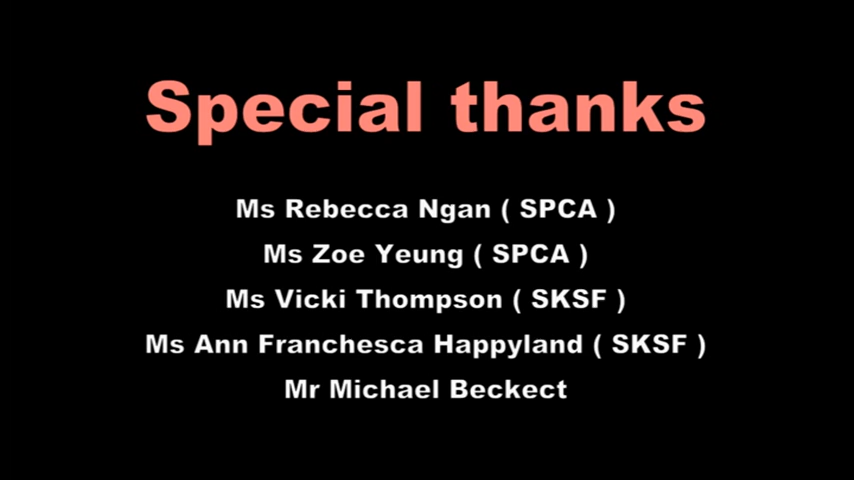 Special thanks
Ms Rebecca Ngan ( SPCA )
Ms Zoe Yeung ( SPCA )
Ms Vicki Thompson ( SKSF )
Ms Ann Franchesca Happyland ( SKSF )
Mr Michael Beckect